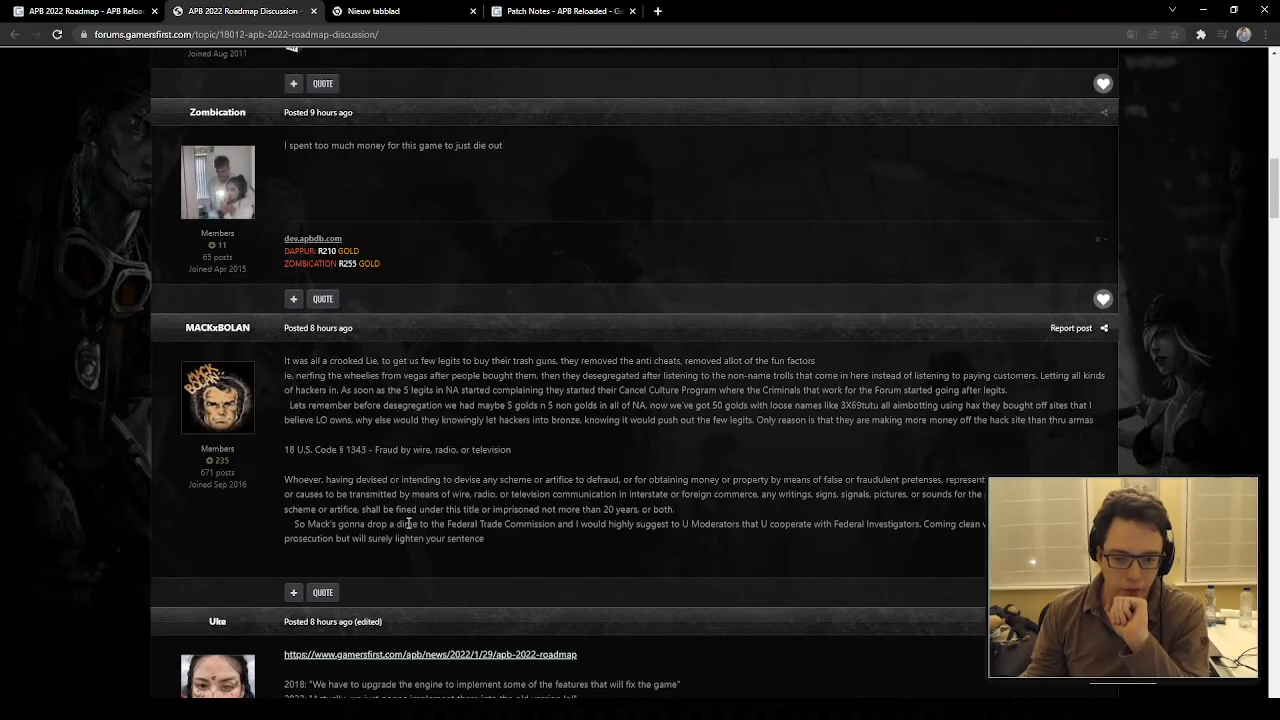 APB 2022 Roadmap - APB Reloa
APB 2022 Roadmap Discussion -
Nieuw tabblad
Patch Notes - APB Reloaded - Ga
forums.gamersfirst.com/topic/18012-apb-2022-roadmap-discussion/
Joined Aug 2011
QUOTE
Zombication
Posted 9 hours ago
I spent too much money for this game to just die out
Members
11
65 posts
Joined Apr 2015
dev.apbdb.com
DAPPUR: R210 GOLD
ZOMBICATION R255 GOLD
QUOTE
MACKxBOLAN
Posted 8 hours ago
Report post
MACK
It was all a crooked Lie, to get us few legits to buy their trash guns, they removed the anti cheats, removed allot of the fun factors
ie, nerfing the wheelies from vegas after people bought them, then they desegregated after listening to the non-name trolls that come in here instead of listening to paying customers. Letting all kinds
of hackers in. As soon as the 5 legits in NA started complaining they started their Cancel Culture Program where the Criminals that work for the Forum started going after legits.
Lets remember before desegregation we had maybe 5 golds n 5 non golds in all of NA, now we've got 50 golds with loose names like 3X69tutu all aimbotting using hax they bought off sites that I
believe LO owns, why else would they knowingly let hackers into bronze, knowing it would push out the few legits, Only reason is that they are making more money off the hack site than thru armas
18 U.S. Code § 1343 - Fraud by wire, radio, or television
Whoever, having devised or intending to devise any scheme or artifice to defraud, or for obtaining money or property by means of false or fraudulent pretenses, represent
or causes to be transmitted by means of wire, radio, or television communication in interstate or foreign commerce, any writings, signs, signals, pictures, or sounds for the
scheme or artifice, shall be fined under this title or imprisoned not more than 20 years, or both.
So Mack's gonna drop a dime to the Federal Trade Commission and I would highly suggest to U Moderators that U cooperate with Federal Investigators. Coming clean
prosecution but will surely lighten your sentence
Members
235
671 posts
Joined Sep 2016
QUOTE
Uke
Posted 8 hours ago (edited)
https://www.gamersfirst.com/apb/news/2022/1/29/apb-2022-roadmap
2018: "We have to upgrade the engine to implement some of the features that will fix the game"